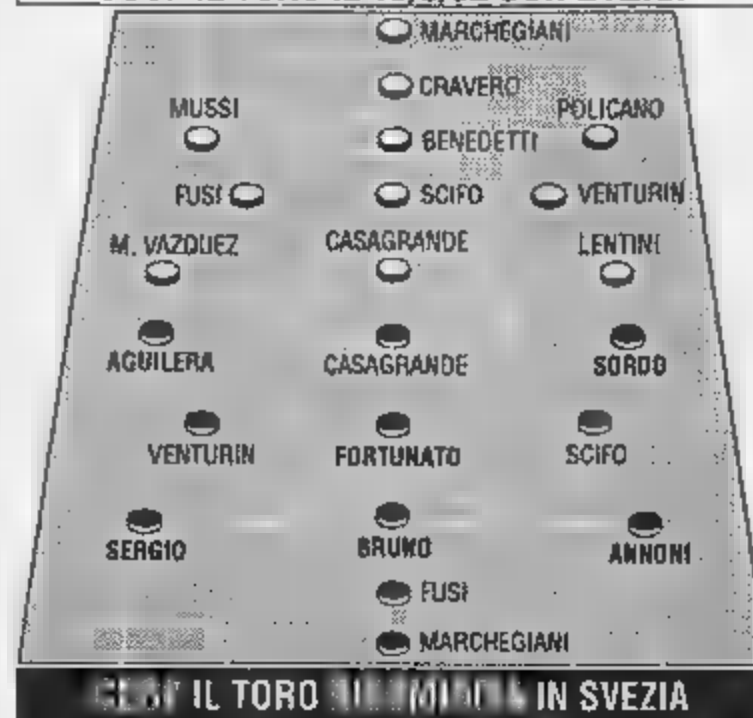 MARCHEGIANI
CRAVERO
MUSSI
POLICANO
BENEDETTI
FUSI
SCIFO
VENTURIN
M. VAZQUEZ
CASAGRANDE
LENTINI
AGUILERA
CASAGRANDE
SORDO
VENTURIN
FORTUNATO
SCIFO
SERGIO
BRUNO
ANNONI
FUSI
MARCHEGIANI
IL TORO IN SVEZIA